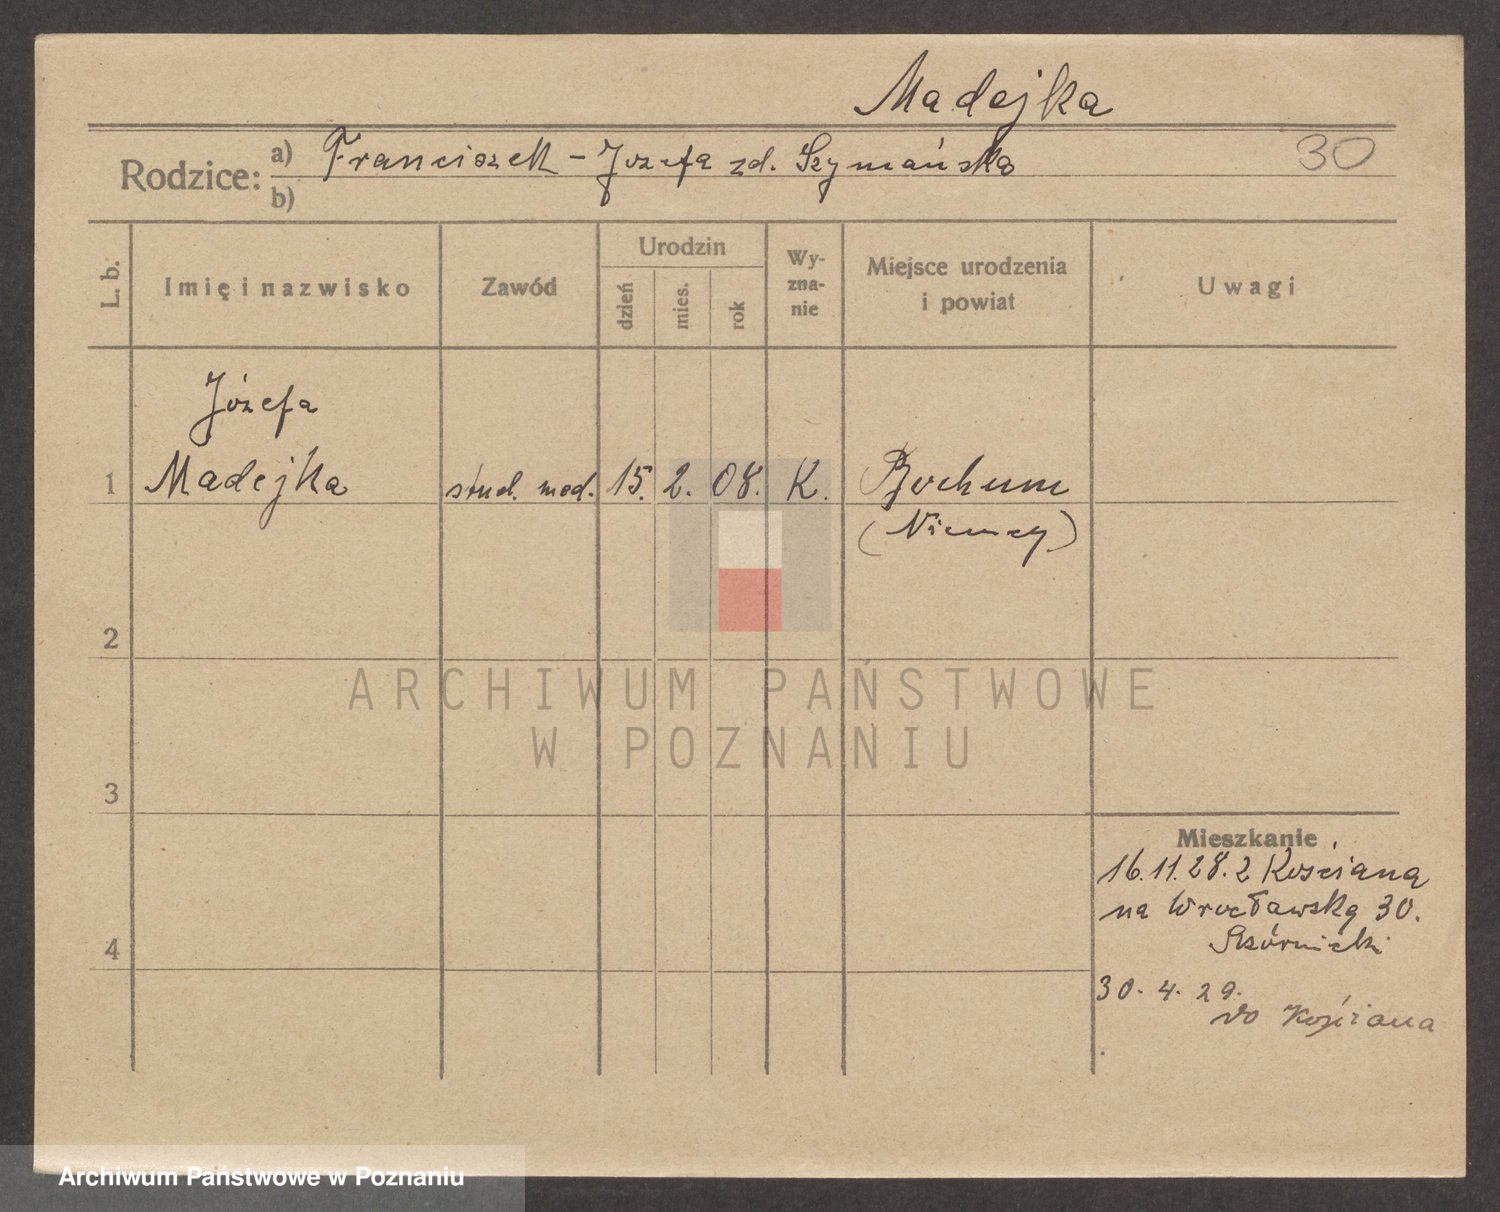 Madejka
Rodzice: a) Franciszek - Józefa zd. Szymańska 30
b)
L. b.
Imię i nazwisko
Zawód
Urodzin
dzień
mies.
rok
Wy-
zna-
nie
Miejsce urodzenia
i powiat
Uwagi
Józefa
1 Madejka stud. med. 15. 2. 08. K. Bochum
(Niemcy)
2
ARCHIWUM PAŃSTWOWE
W POZNANIU
3
Mieszkanie
16.11.28. z Kościana
na Wrocławską 30.
4
30. 4. 29.
do Kościana
Archiwum Państwowe w Poznaniu